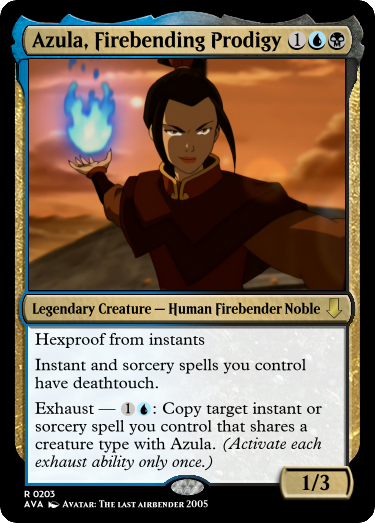 Azula, Firebending Prodigy 1
Legendary Creature — Human Firebender Noble
Hexproof from instants
Instant and sorcery spells you control
have deathtouch.
Exhaust — 1 : Copy target instant or
sorcery spell you control that shares a
creature type with Azula. (Activate each
exhaust ability only once.)
1/3
R 0203
AVA Avatar: The last airbender 2005